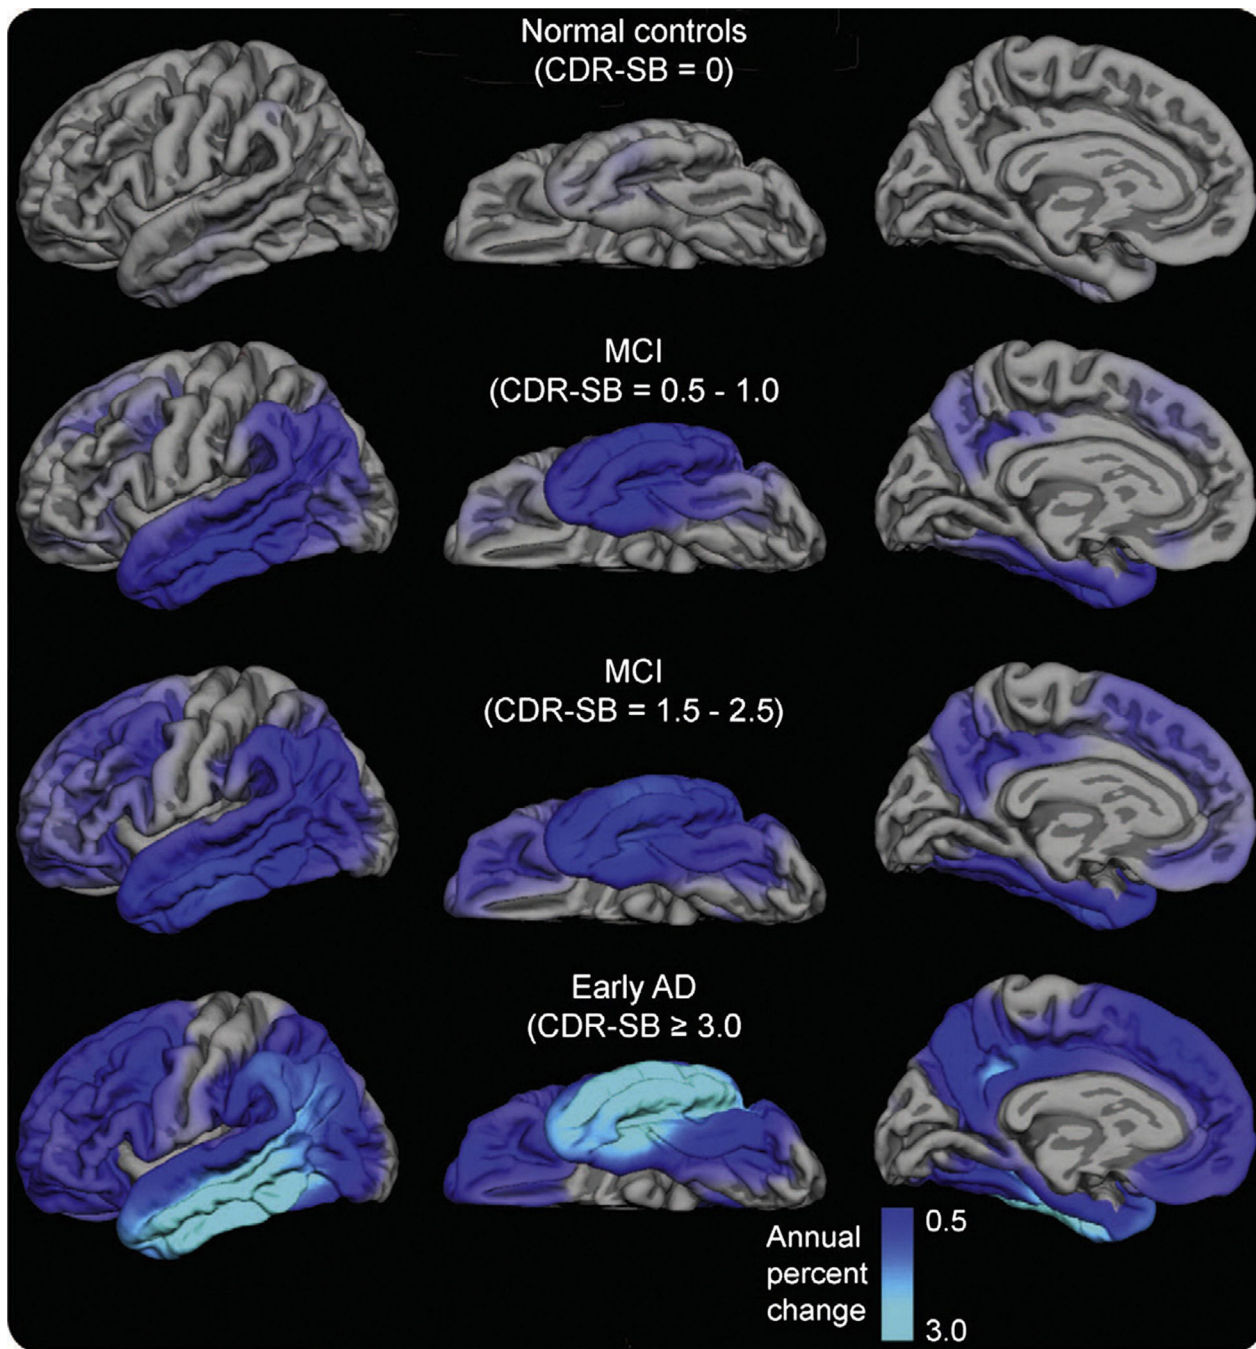 Normal controls
(CDR-SB = 0)
MCI
(CDR-SB = 0.5 - 1.0
MCI
(CDR-SB = 1.5 - 2.5)
Early AD
(CDR-SB ≥ 3.0
Annual
percent
change
0.5
3.0